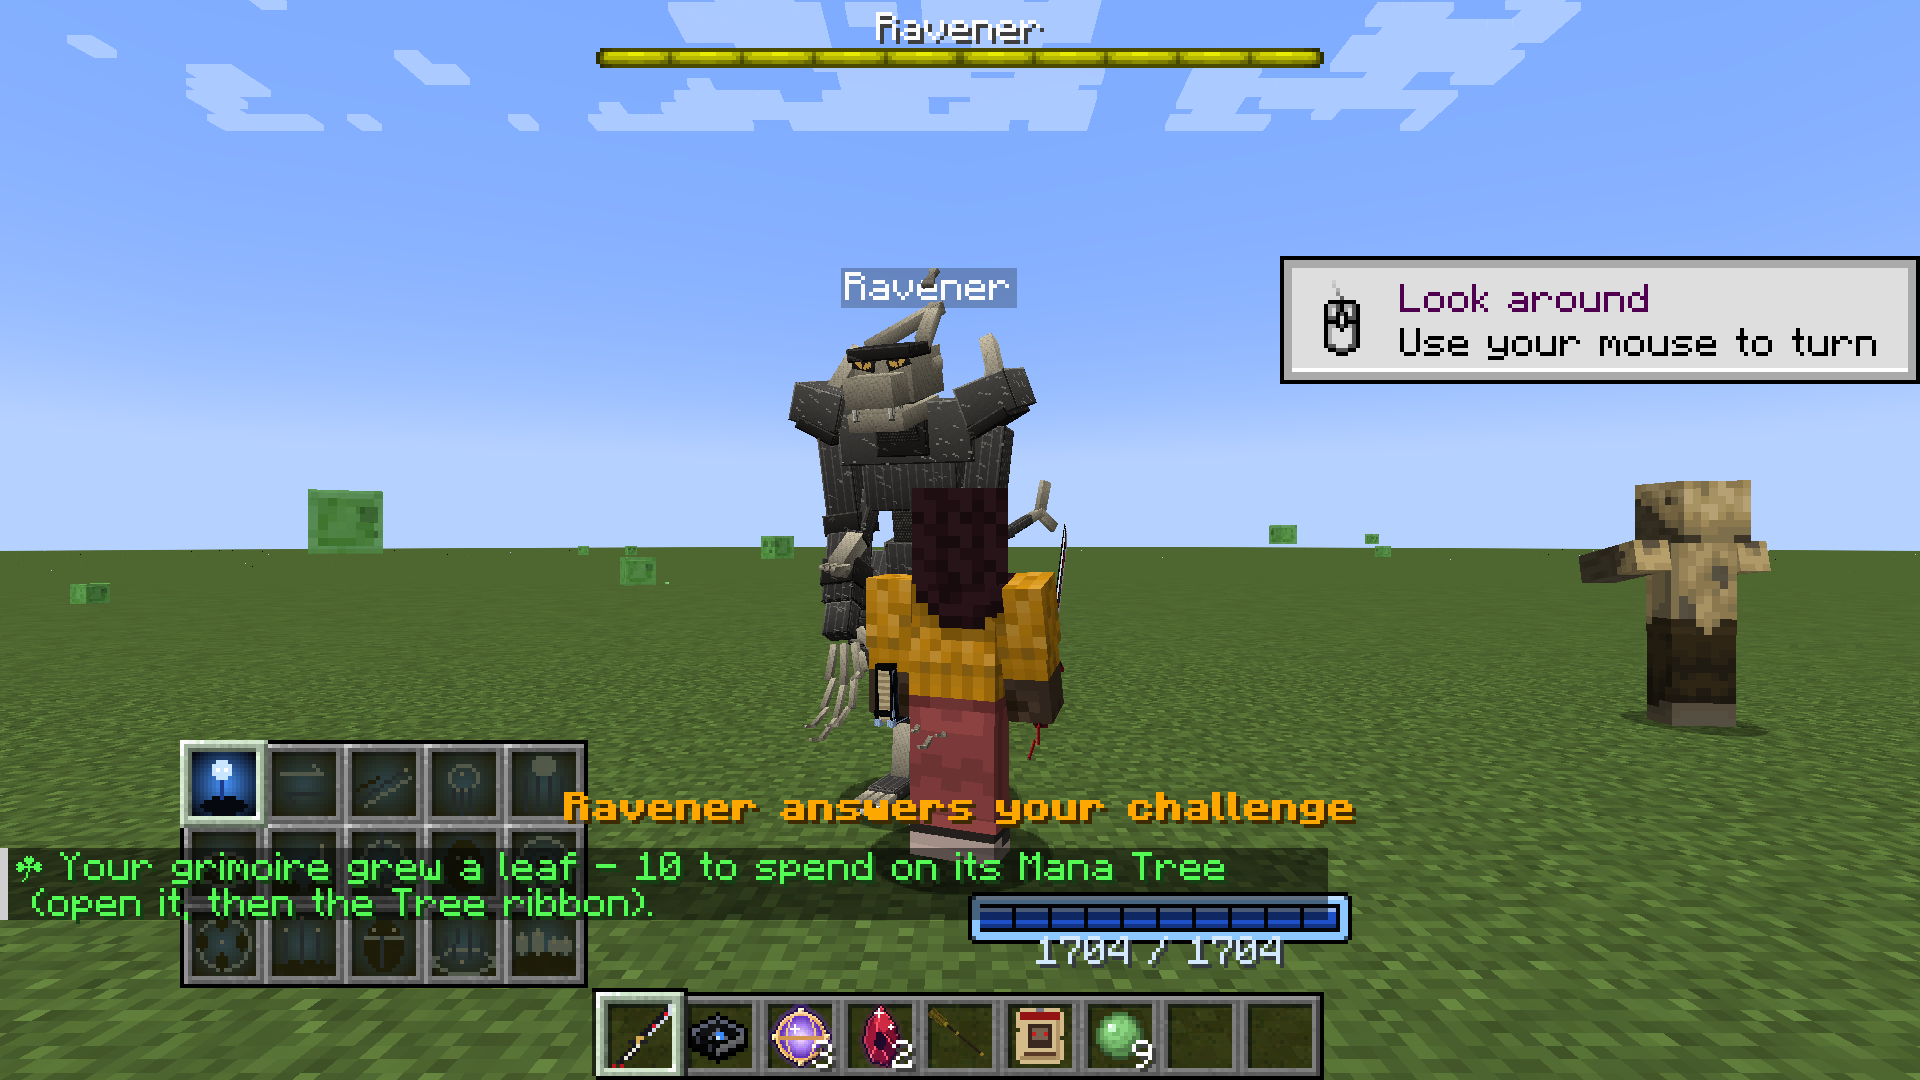 Ravener
Ravener
Look around
Use your mouse to turn
Ravener answers your challenge
Your grimoire grew a leaf - 10 to spend on its Mana Tree
(open it, then the Tree ribbon).
1704 / 1704
3
2
9